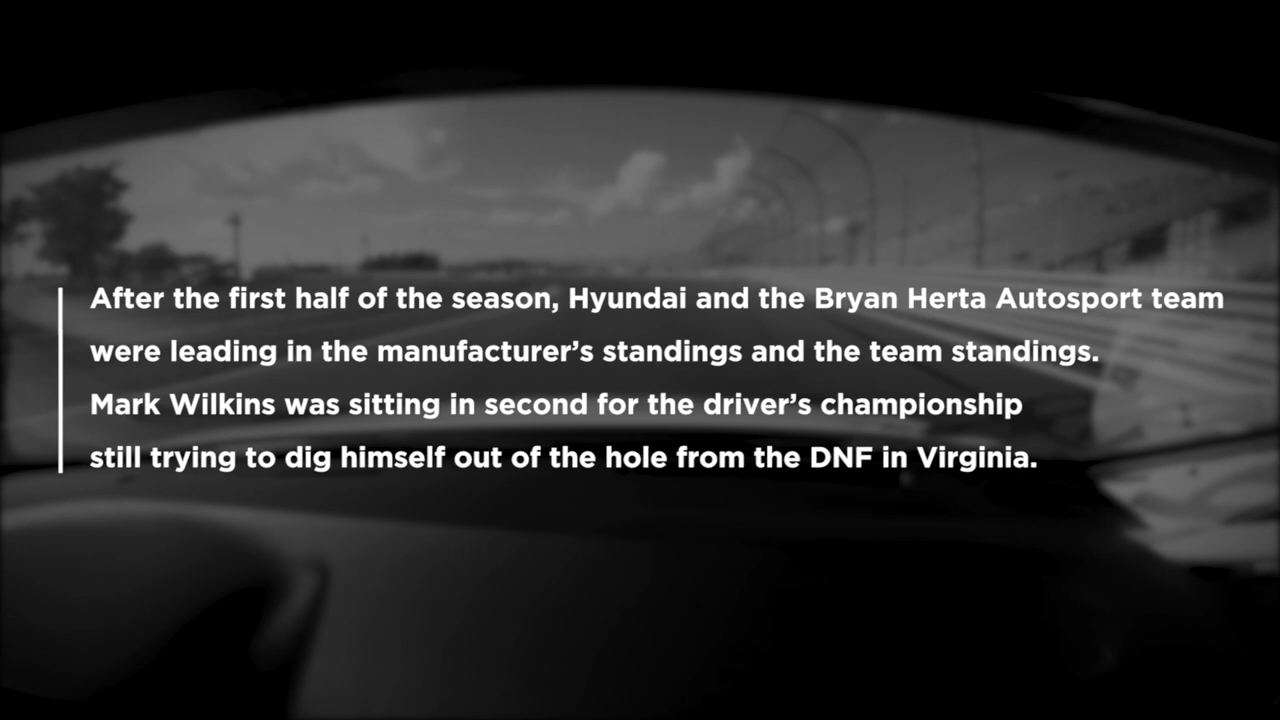 After the first half of the season, Hyundai and the Bryan Herta Autosport team
were leading in the manufacturer’s standings and the team standings.
Mark Wilkins was sitting in second for the driver’s championship
still trying to dig himself out of the hole from the DNF in Virginia.